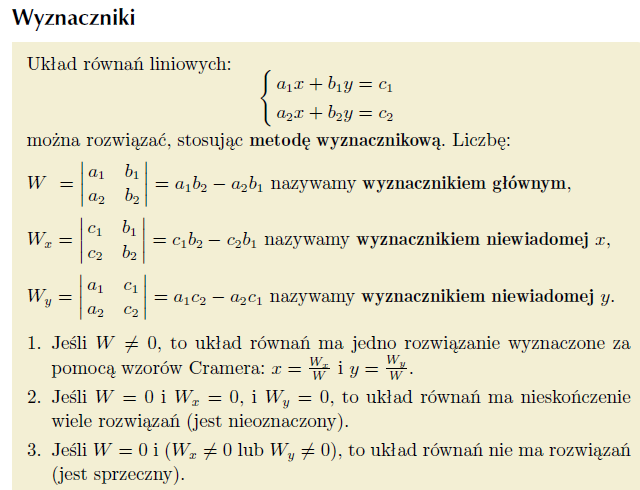 Wyznaczniki
Układ równań liniowych:
{ a₁x + b₁y = c₁
a₂x + b₂y = c₂
można rozwiązać, stosując metodę wyznacznikową. Liczbę:
W = |a₁ b₁; a₂ b₂| = a₁b₂ − a₂b₁ nazywamy wyznacznikiem głównym,
Wₓ = |c₁ b₁; c₂ b₂| = c₁b₂ − c₂b₁ nazywamy wyznacznikiem niewiadomej x,
W_y = |a₁ c₁; a₂ c₂| = a₁c₂ − a₂c₁ nazywamy wyznacznikiem niewiadomej y.
1. Jeśli W ≠ 0, to układ równań ma jedno rozwiązanie wyznaczone za
pomocą wzorów Cramera: x = Wₓ/W i y = W_y/W.
2. Jeśli W = 0 i Wₓ = 0, i W_y = 0, to układ równań ma nieskończenie
wiele rozwiązań (jest nieoznaczony).
3. Jeśli W = 0 i (Wₓ ≠ 0 lub W_y ≠ 0), to układ równań nie ma rozwiązań
(jest sprzeczny).